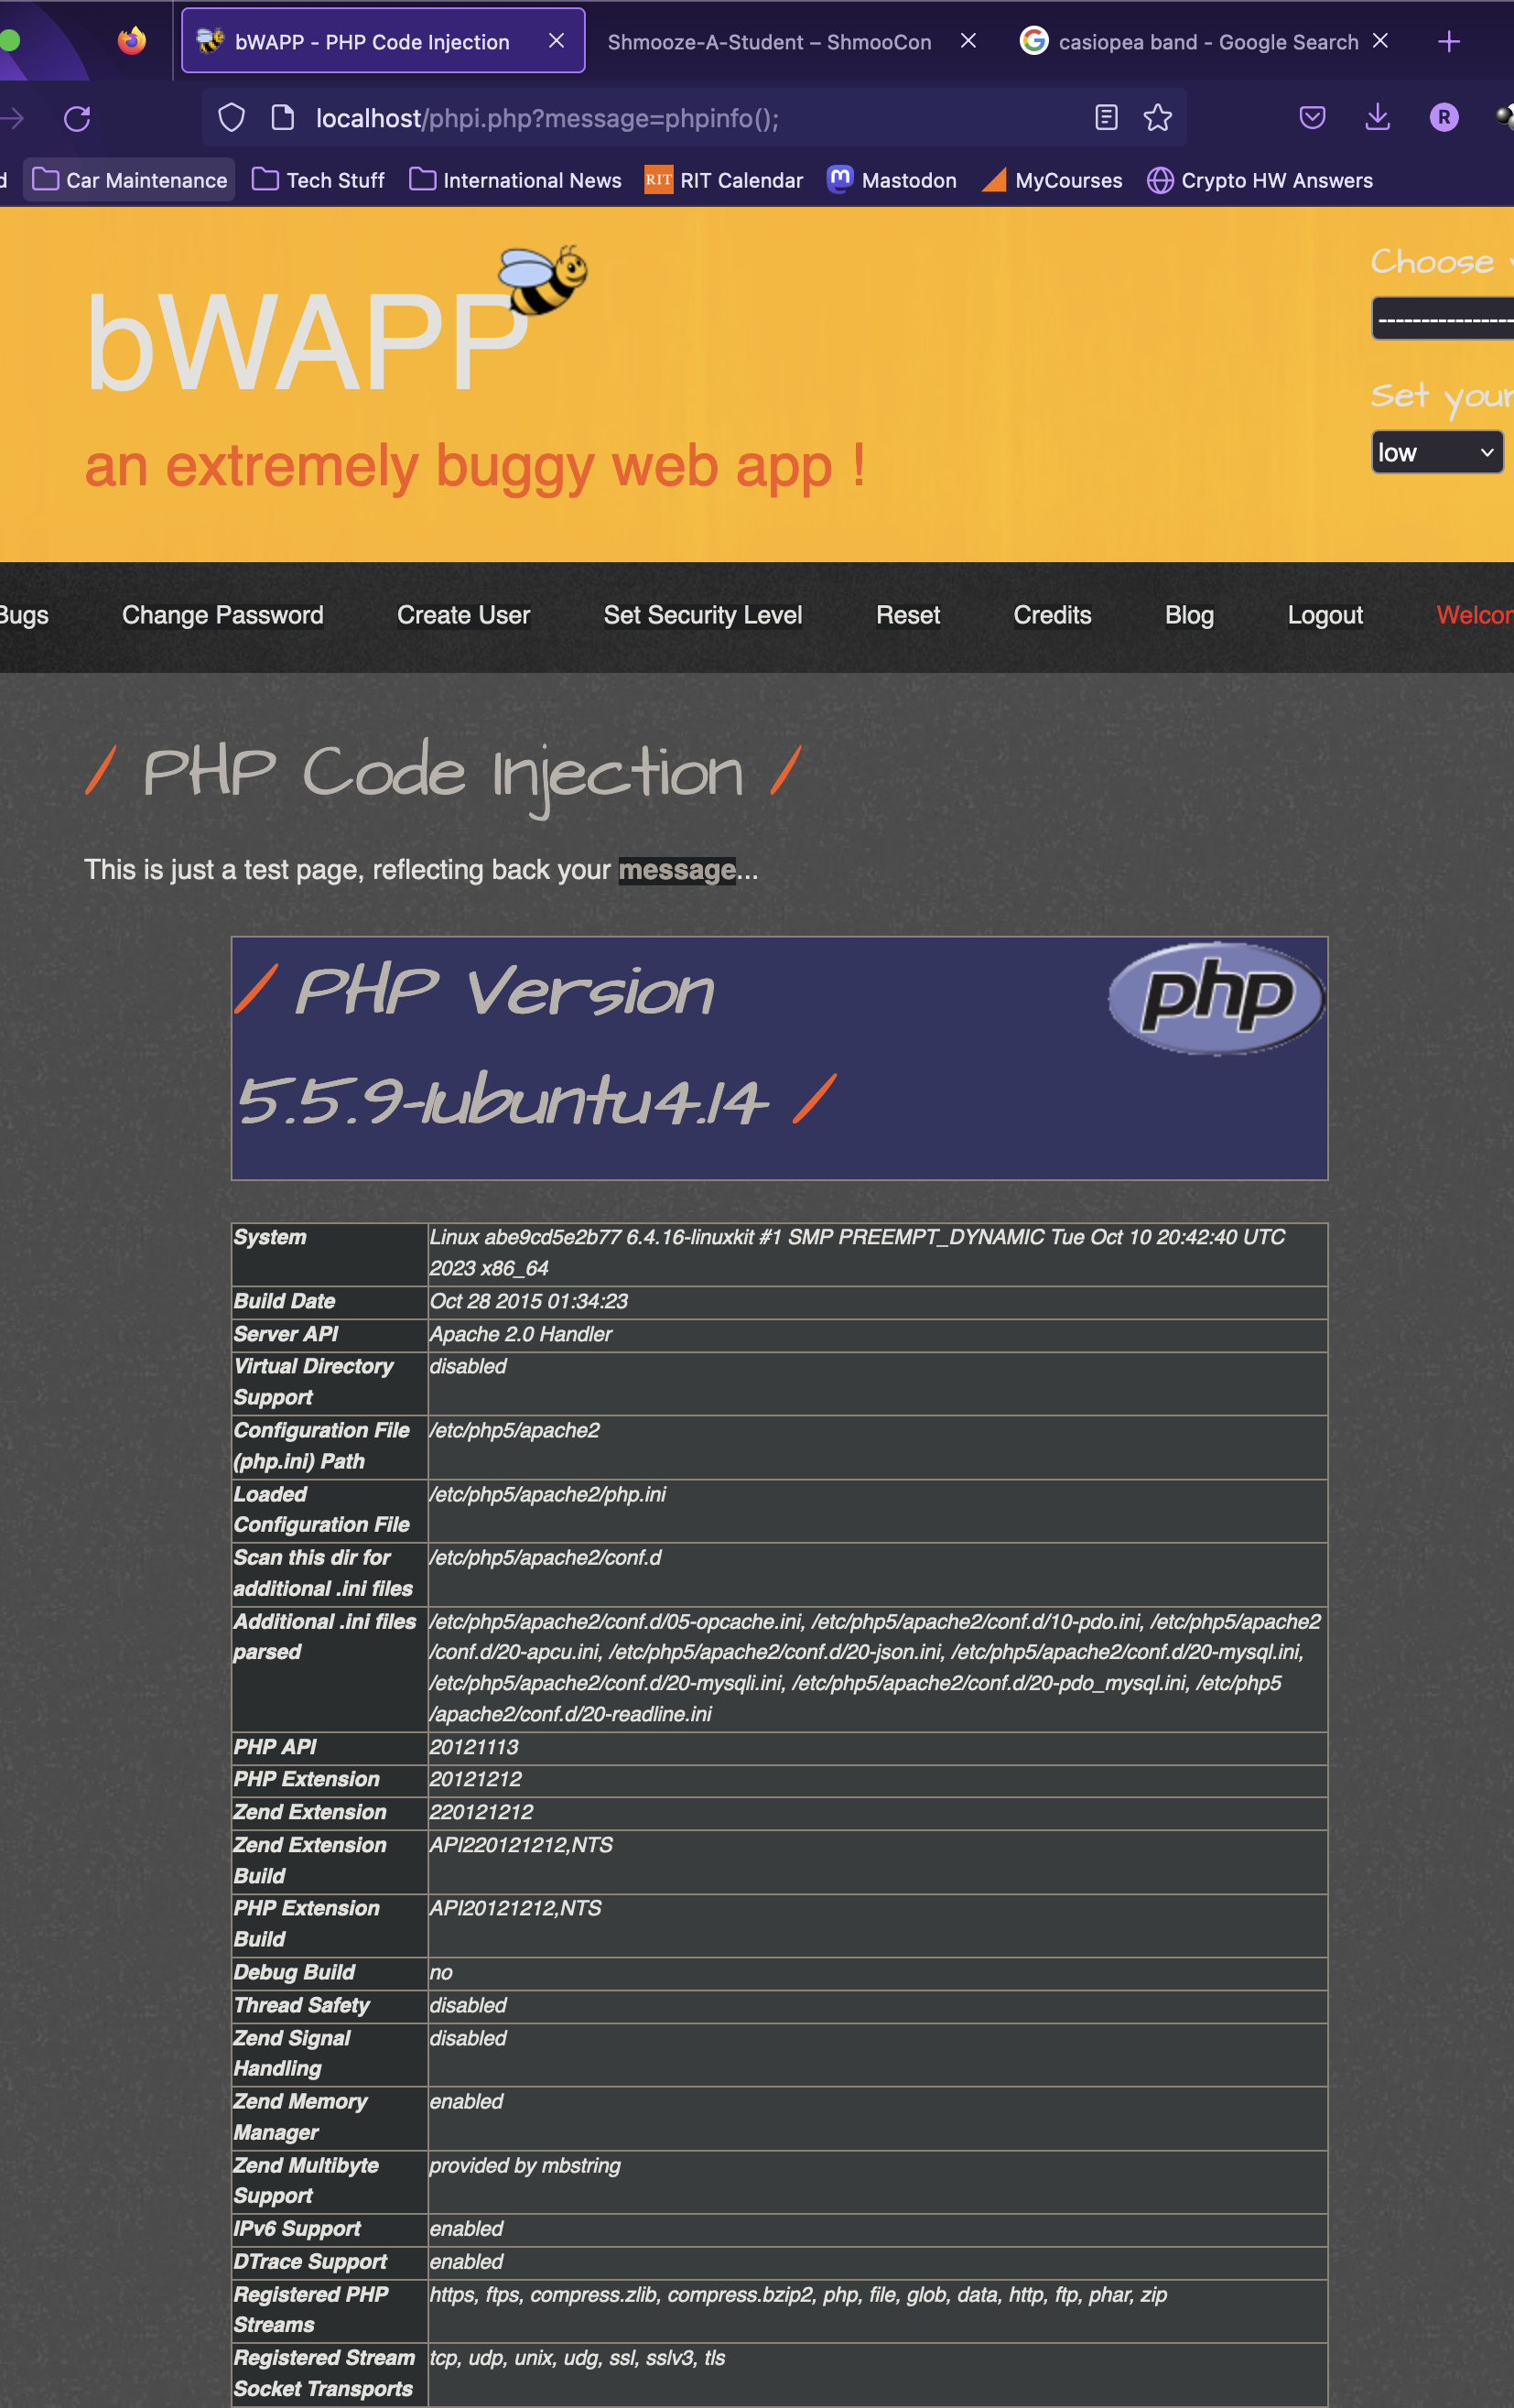 bWAPP - PHP Code Injection
Shmooze-A-Student – ShmooCon
casiopea band - Google Search
localhost/phpi.php?message=phpinfo();
R
d
Car Maintenance
Tech Stuff
International News
RIT
RIT Calendar
Mastodon
MyCourses
Crypto HW Answers
Choose
bWAPP
----------------
an extremely buggy web app !
Set your
low
Bugs
Change Password
Create User
Set Security Level
Reset
Credits
Blog
Logout
Welcom
/ PHP Code Injection /
This is just a test page, reflecting back your message...
/ PHP Version
php
5.5.9-1ubuntu4.14 /
System
Linux abe9cd5e2b77 6.4.16-linuxkit #1 SMP PREEMPT_DYNAMIC Tue Oct 10 20:42:40 UTC
2023 x86_64
Build Date
Oct 28 2015 01:34:23
Server API
Apache 2.0 Handler
Virtual Directory
Support
disabled
Configuration File
(php.ini) Path
/etc/php5/apache2
Loaded
Configuration File
/etc/php5/apache2/php.ini
Scan this dir for
additional .ini files
/etc/php5/apache2/conf.d
Additional .ini files
parsed
/etc/php5/apache2/conf.d/05-opcache.ini, /etc/php5/apache2/conf.d/10-pdo.ini, /etc/php5/apache2
/conf.d/20-apcu.ini, /etc/php5/apache2/conf.d/20-json.ini, /etc/php5/apache2/conf.d/20-mysql.ini,
/etc/php5/apache2/conf.d/20-mysqli.ini, /etc/php5/apache2/conf.d/20-pdo_mysql.ini, /etc/php5
/apache2/conf.d/20-readline.ini
PHP API
20121113
PHP Extension
20121212
Zend Extension
220121212
Zend Extension
Build
API220121212,NTS
PHP Extension
Build
API20121212,NTS
Debug Build
no
Thread Safety
disabled
Zend Signal
Handling
disabled
Zend Memory
Manager
enabled
Zend Multibyte
Support
provided by mbstring
IPv6 Support
enabled
DTrace Support
enabled
Registered PHP
Streams
https, ftps, compress.zlib, compress.bzip2, php, file, glob, data, http, ftp, phar, zip
Registered Stream
Socket Transports
tcp, udp, unix, udg, ssl, sslv3, tls